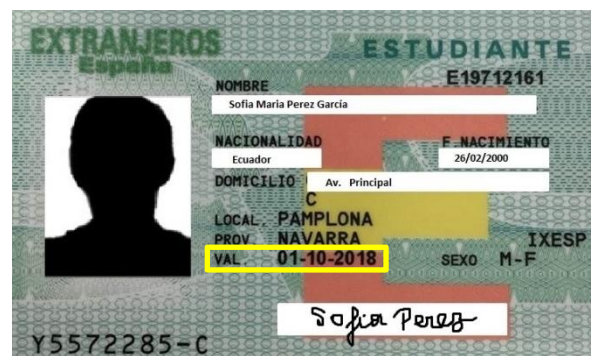 EXTRANJEROS ESTUDIANTE
España E19712161
NOMBRE
Sofia Maria Perez García
NACIONALIDAD F.NACIMIENTO
Ecuador 26/02/2000
DOMICILIO Av. Principal
C
LOCAL. PAMPLONA
PROV. NAVARRA IXESP
VAL. 01-10-2018 SEXO M-F
Sofia Perez
Y5572285-C